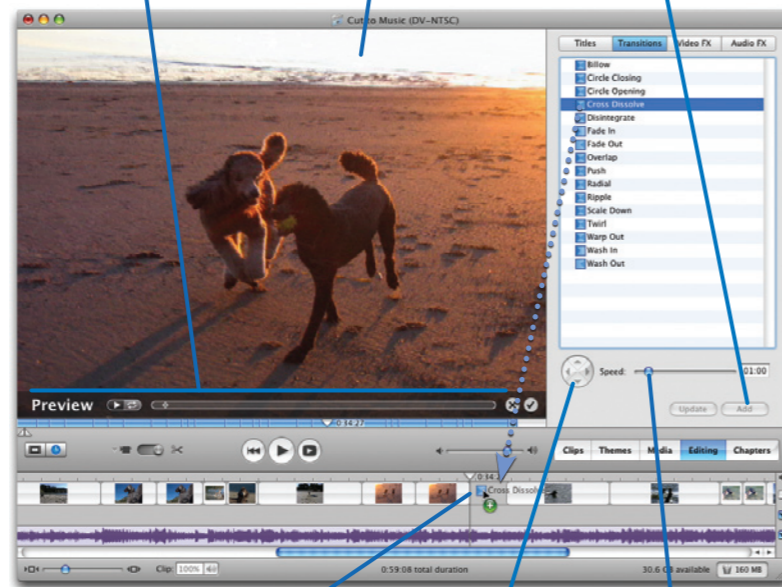 Cut to Music (DV-NTSC)
Titles Transitions Video FX Audio FX
Billow
Circle Closing
Circle Opening
Cross Dissolve
Disintegrate
Fade In
Fade Out
Overlap
Push
Radial
Ripple
Scale Down
Twirl
Warp Out
Wash In
Wash Out
Speed: 01:00
Preview
Update Add
0:34:27
Clips Themes Media Editing Chapters
Cross Dissolve
Clip: 100%
0:59:08 total duration
30.6 GB available
160 MB